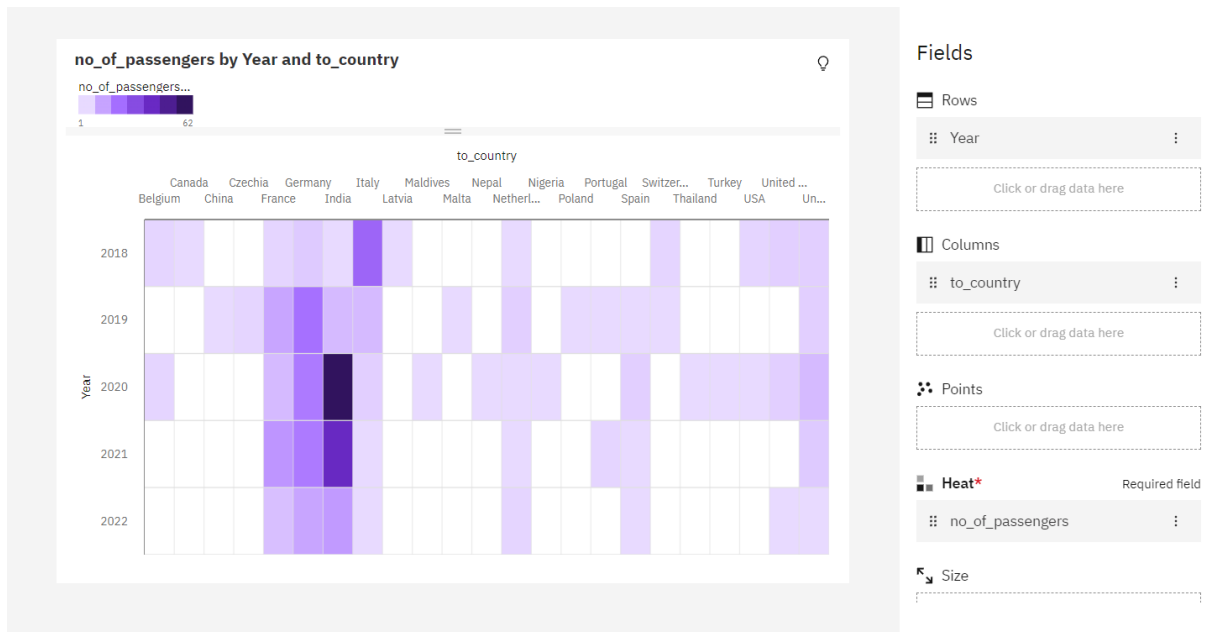 no_of_passengers by Year and to_country
no_of_passengers...
1 62
to_country
Canada Czechia Germany Italy Maldives Nepal Nigeria Portugal Switzer... Turkey United ...
Belgium China France India Latvia Malta Netherl... Poland Spain Thailand USA Un...
Year
2018
2019
2020
2021
2022
Fields
Rows
Year
Click or drag data here
Columns
to_country
Click or drag data here
Points
Click or drag data here
Heat* Required field
no_of_passengers
Size